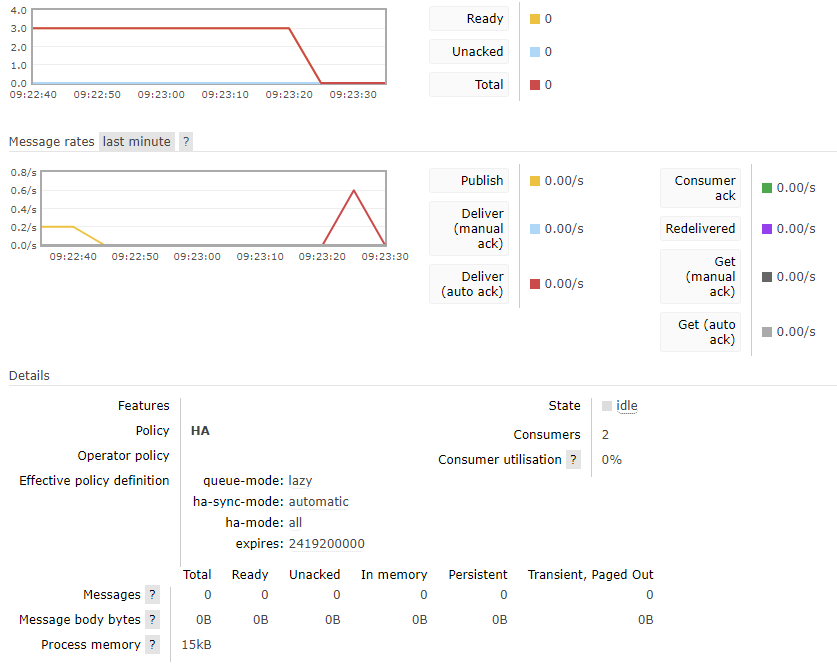 4.0
3.0
2.0
1.0
0.0
09:22:40 09:22:50 09:23:00 09:23:10 09:23:20 09:23:30
Ready 0
Unacked 0
Total 0
Message rates last minute ?
0.8/s
0.6/s
0.4/s
0.2/s
0.0/s
09:22:40 09:22:50 09:23:00 09:23:10 09:23:20 09:23:30
Publish 0.00/s
Deliver
(manual
ack)
0.00/s
Deliver
(auto ack)
0.00/s
Consumer
ack
0.00/s
Redelivered 0.00/s
Get
(manual
ack)
0.00/s
Get (auto
ack)
0.00/s
Details
Features
Policy HA
Operator policy
Effective policy definition
queue-mode: lazy
ha-sync-mode: automatic
ha-mode: all
expires: 2419200000
State idle
Consumers 2
Consumer utilisation ? 0%
Total Ready Unacked In memory Persistent Transient, Paged Out
Messages ? 0 0 0 0 0 0
Message body bytes ? 0B 0B 0B 0B 0B 0B
Process memory ? 15kB